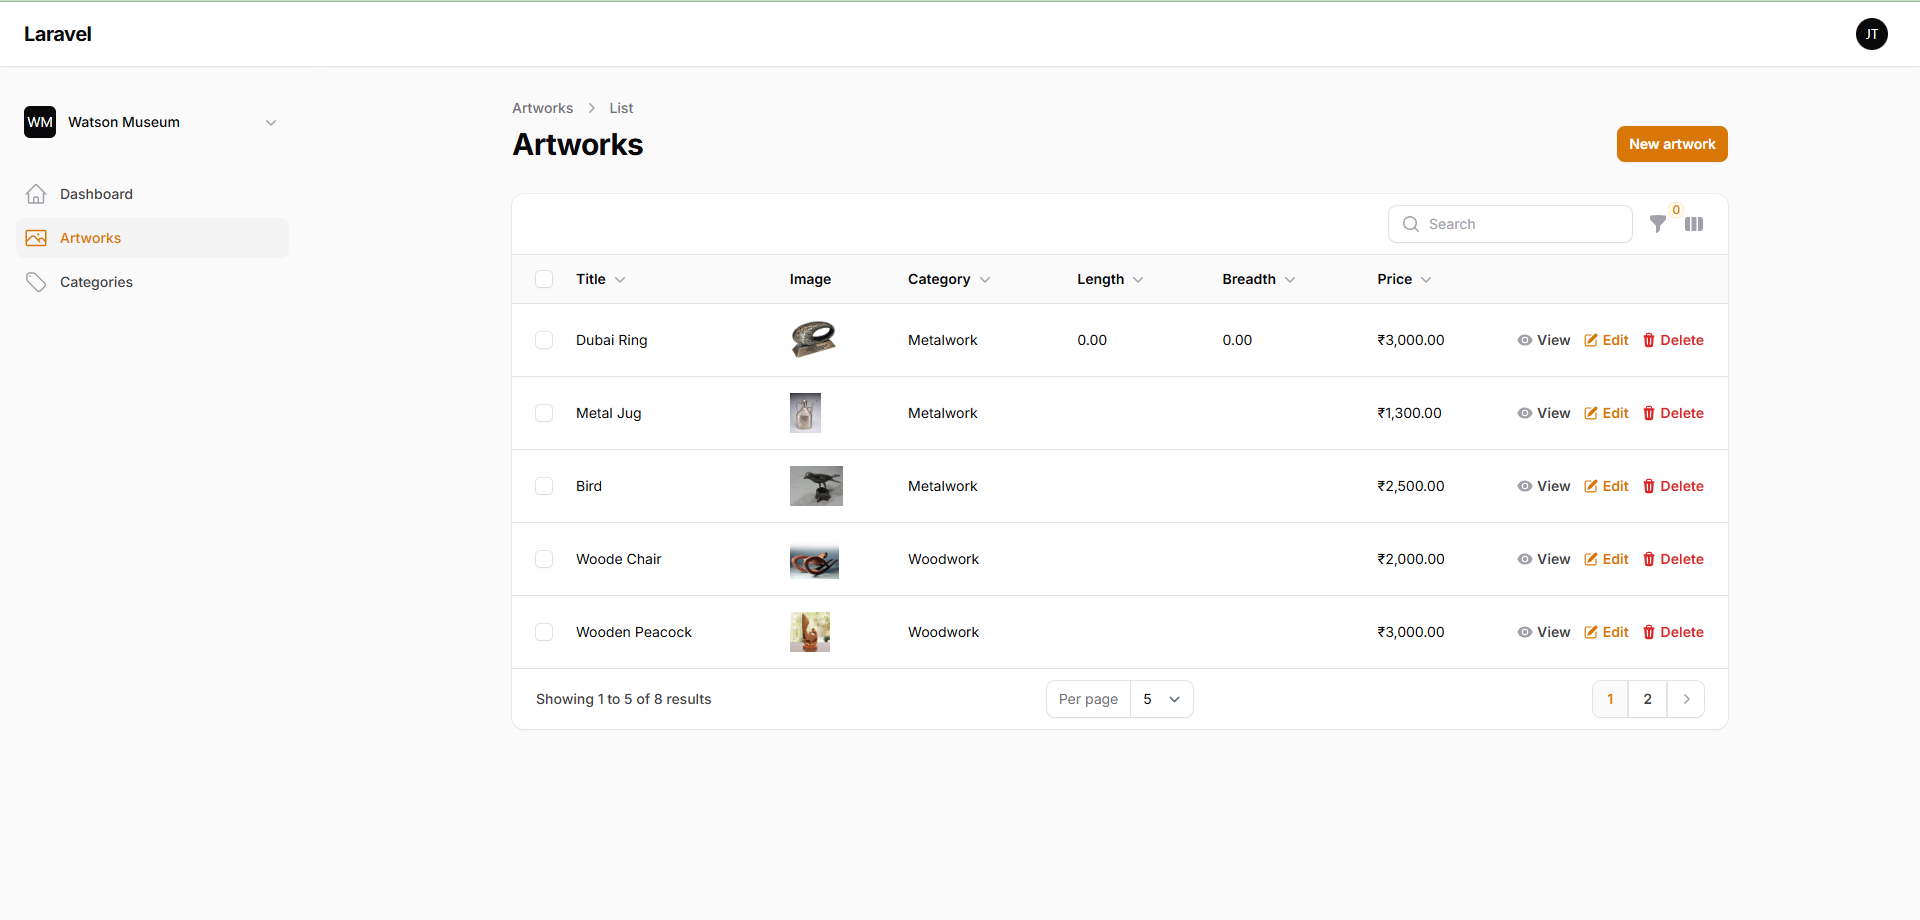 Laravel
JT
WM Watson Museum
Dashboard
Artworks
Categories
Artworks > List
Artworks
New artwork
Search
0
Title Image Category Length Breadth Price
Dubai Ring Metalwork 0.00 0.00 ₹3,000.00 View Edit Delete
Metal Jug Metalwork ₹1,300.00 View Edit Delete
Bird Metalwork ₹2,500.00 View Edit Delete
Woode Chair Woodwork ₹2,000.00 View Edit Delete
Wooden Peacock Woodwork ₹3,000.00 View Edit Delete
Showing 1 to 5 of 8 results Per page 5 1 2